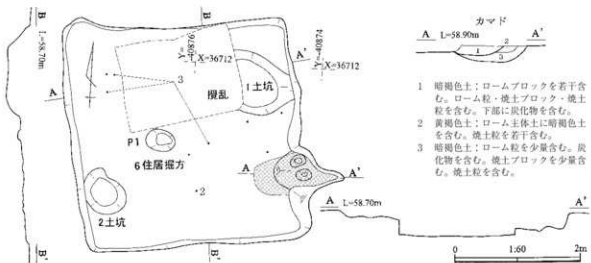 B
L=58.70m
A
Y=-40876
X=36712
Y=-40874
X=36712
A'
3
攪乱
1土坑
P1
6住居掘方
A
A'
2土坑
2
B'
B'
カマド
A L=58.90m
A'
1
2
3
1 暗褐色土；ロームブロックを若干含
む。ローム粒・焼土ブロック・焼土
粒を含む。下部に炭化物を含む。
2 黄褐色土；ローム主体土に暗褐色土
を含む。焼土粒を若干含む。
3 暗褐色土；ローム粒を少量含む。炭
化物を含む。焼土ブロックを少量含
む。焼土粒を含む。
A L=58.70m
A'
0
1:60
2m